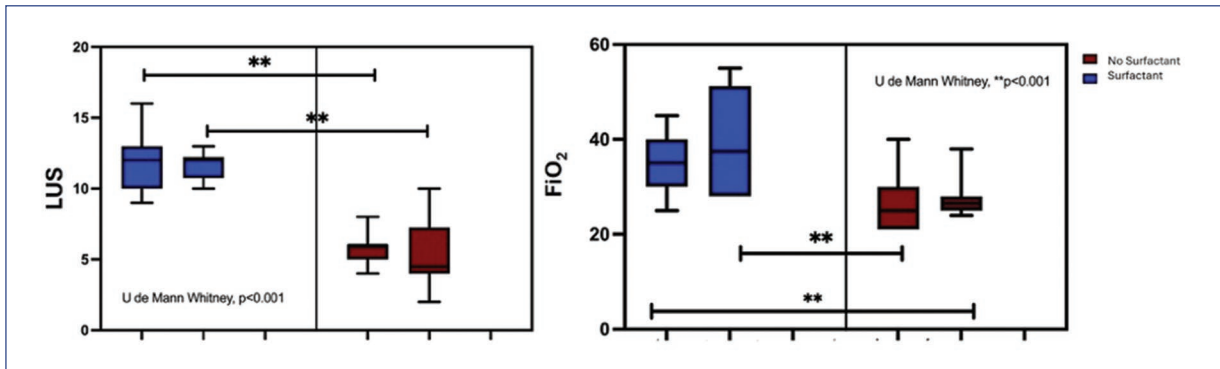 20
15
10
5
0
LUS
**
**
U de Mann Whitney, p<0.001
60
40
20
0
FiO2
U de Mann Whitney, **p<0.001
**
**
No Surfactant
Surfactant